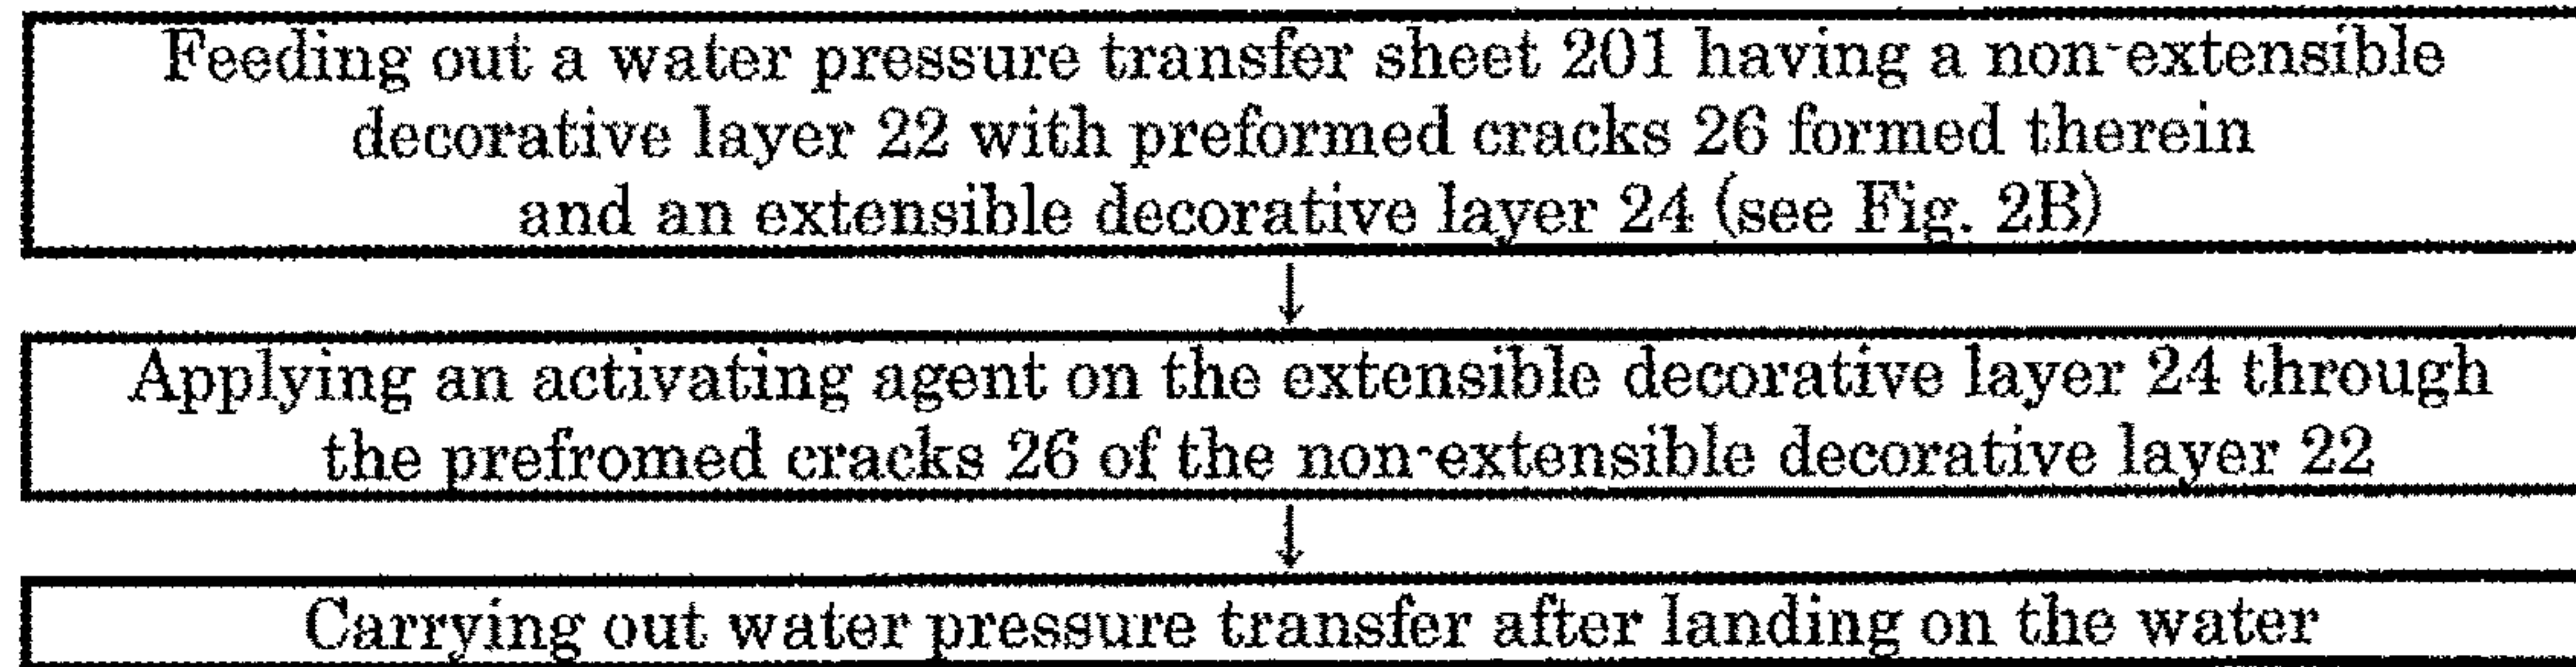 Feeding out a water pressure transfer sheet 201 having a non-extensible
decorative layer 22 with preformed cracks 26 formed therein
and an extensible decorative layer 24 (see Fig. 2B)
↓
Applying an activating agent on the extensible decorative layer 24 through
the prefromed cracks 26 of the non-extensible decorative layer 22
↓
Carrying out water pressure transfer after landing on the water